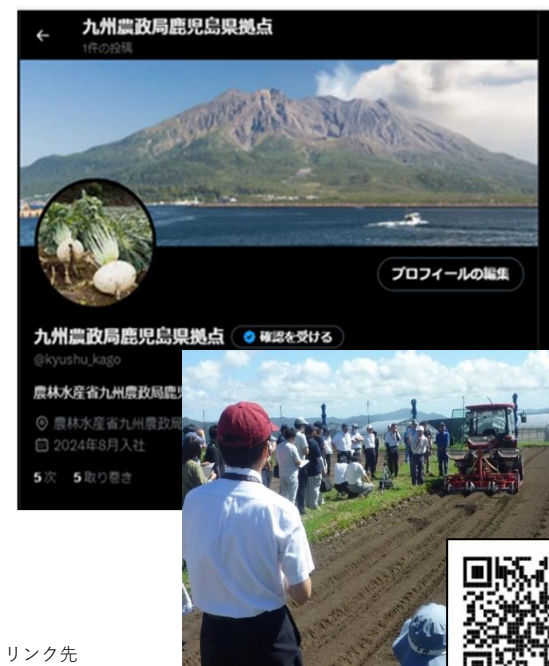 九州農政局鹿児島県拠点
1件の投稿
プロフィールの編集
九州農政局鹿児島県拠点
確認を受ける
@kyushu_kago
農林水産省九州農政局鹿
農林水産省九州農政局
2024年8月入社
5次 5取り巻き
リンク先